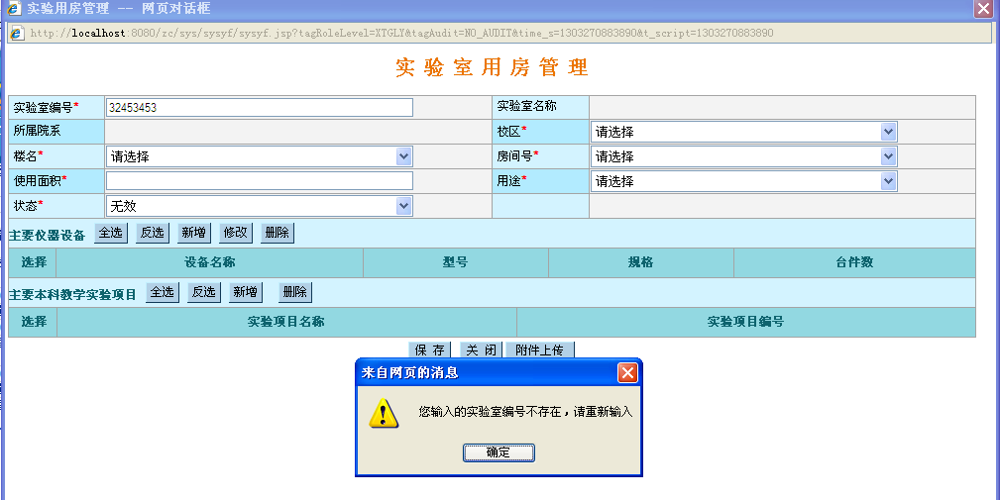 实验用房管理 -- 网页对话框
http://localhost:8080/zc/sys/sysyf/sysyf.jsp?tagRoleLevel=XTGLY&tagAudit=NO_AUDIT&time_s=1303270883890&t_script=1303270883890
实验室用房管理
实验室编号* 32453453 实验室名称
所属院系 校区* 请选择
楼名* 请选择 房间号* 请选择
使用面积* 用途* 请选择
状态* 无效
主要仪器设备 全选 反选 新增 修改 删除
选择 设备名称 型号 规格 台件数
主要本科教学实验项目 全选 反选 新增 删除
选择 实验项目名称 实验项目编号
保 存 关 闭 附件上传
来自网页的消息
您输入的实验室编号不存在，请重新输入
确定